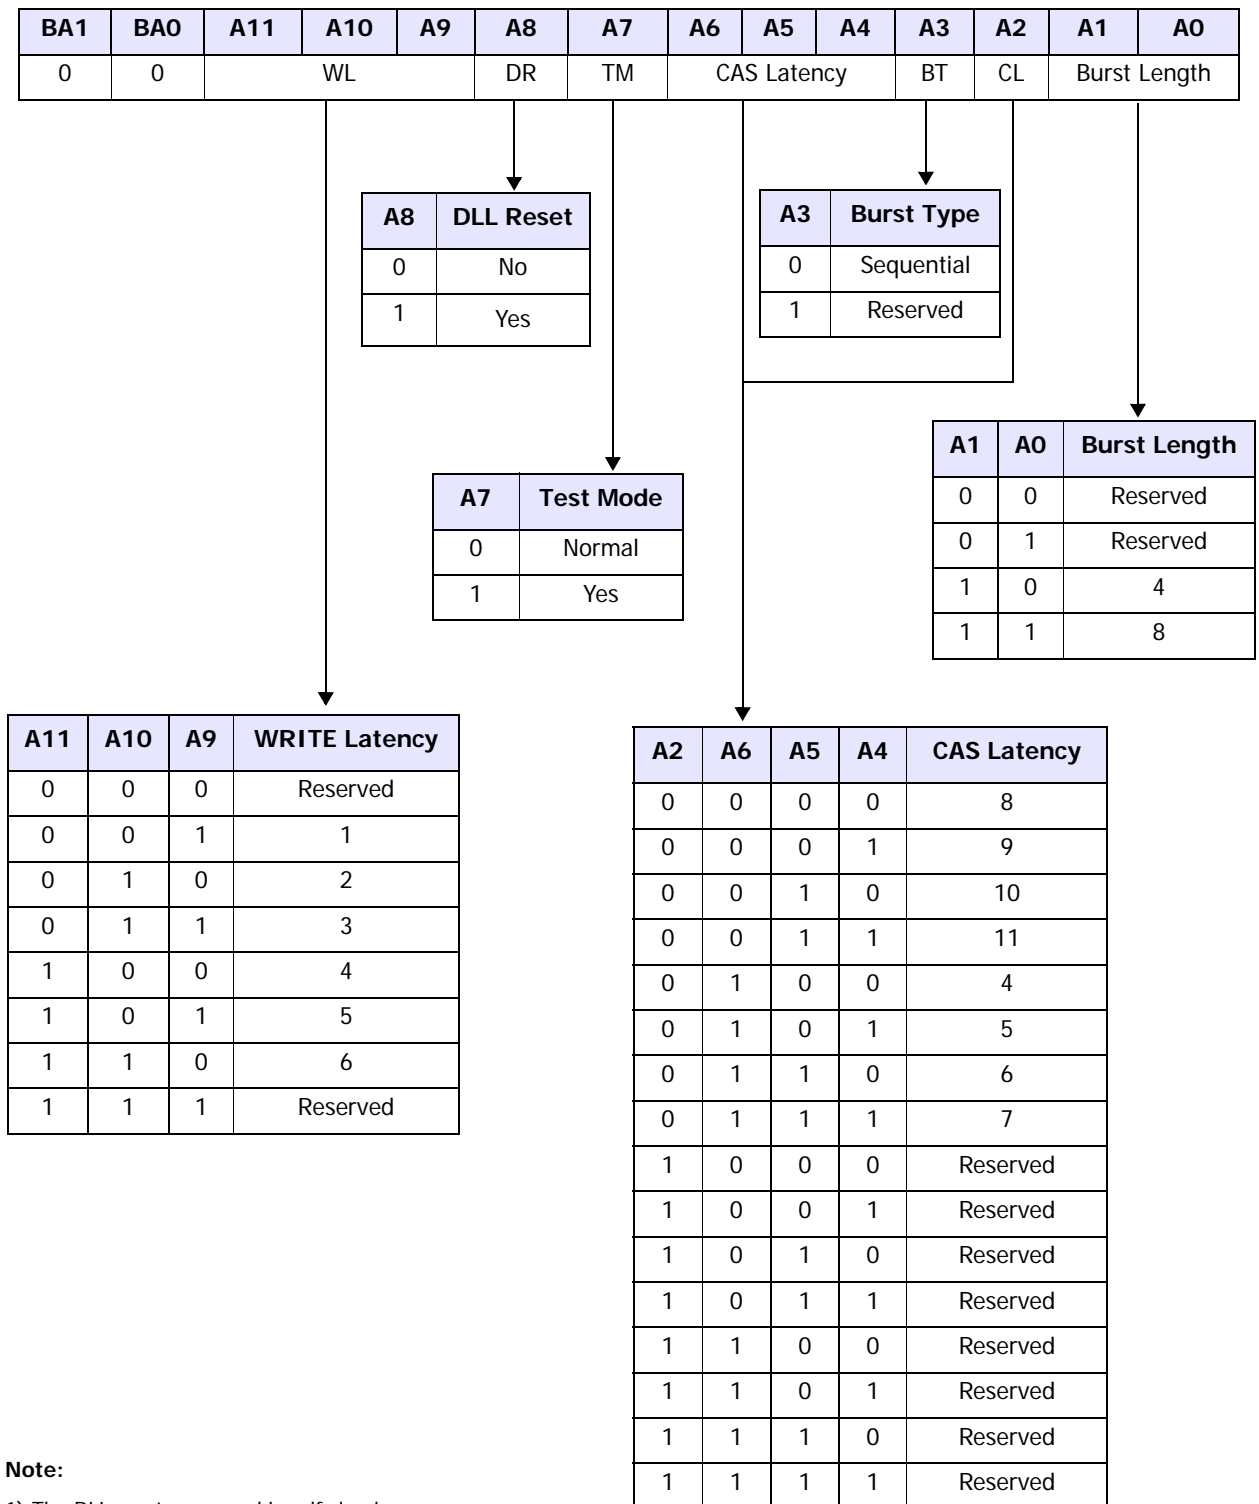 BA1 BA0 A11 A10 A9 A8 A7 A6 A5 A4 A3 A2 A1 A0
0 0 WL DR TM CAS Latency BT CL Burst Length
A8 DLL Reset
0 No
1 Yes
A3 Burst Type
0 Sequential
1 Reserved
A1 A0 Burst Length
0 0 Reserved
0 1 Reserved
1 0 4
1 1 8
A7 Test Mode
0 Normal
1 Yes
A11 A10 A9 WRITE Latency
0 0 0 Reserved
0 0 1 1
0 1 0 2
0 1 1 3
1 0 0 4
1 0 1 5
1 1 0 6
1 1 1 Reserved
A2 A6 A5 A4 CAS Latency
0 0 0 0 8
0 0 0 1 9
0 0 1 0 10
0 0 1 1 11
0 1 0 0 4
0 1 0 1 5
0 1 1 0 6
0 1 1 1 7
1 0 0 0 Reserved
1 0 0 1 Reserved
1 0 1 0 Reserved
1 0 1 1 Reserved
1 1 0 0 Reserved
1 1 0 1 Reserved
1 1 1 0 Reserved
1 1 1 1 Reserved
Note: